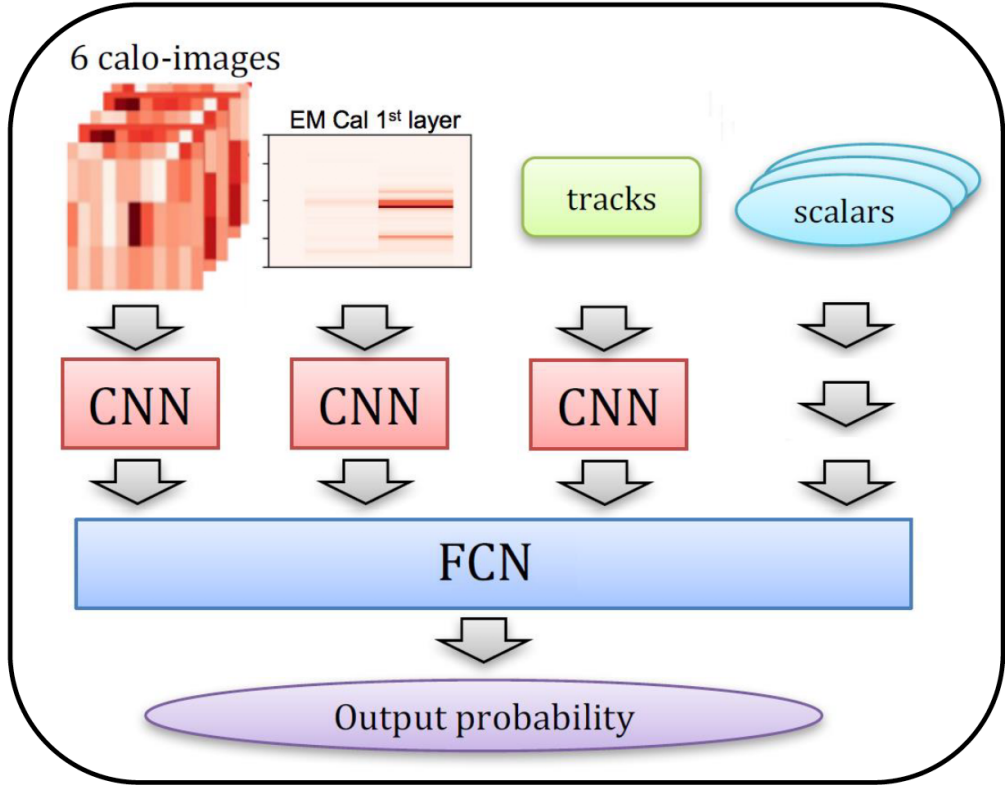 6 calo-images
EM Cal 1st layer
tracks
scalars
CNN
CNN
CNN
FCN
Output probability